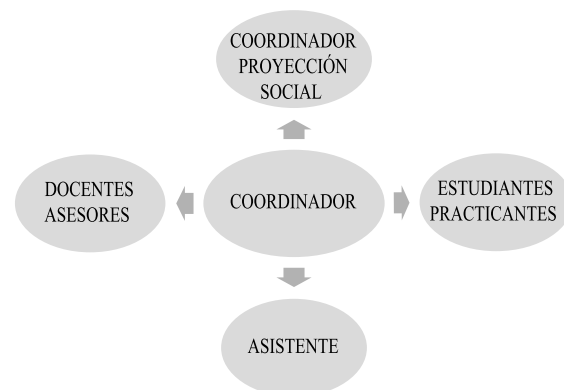 COORDINADOR
PROYECCIÓN
SOCIAL
DOCENTES
ASESORES
COORDINADOR
ESTUDIANTES
PRACTICANTES
ASISTENTE